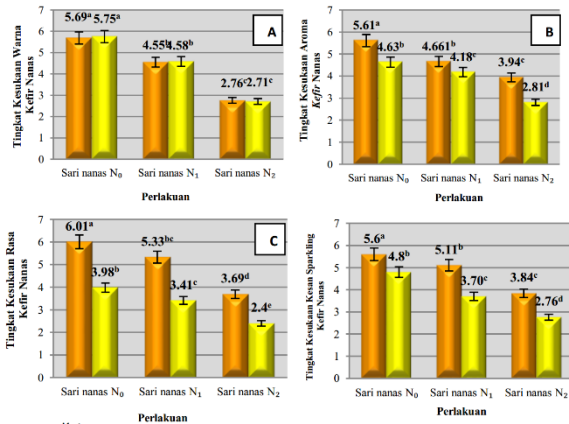 Tingkat Kesukaan Warna
Kefir Nanas
7
6
5
4
3
2
1
0
5.69ᵃ 5.75ᵃ
4.55ᵇ 4.58ᵇ
2.76ᶜ 2.71ᶜ
A
Sari nanas N₀ Sari nanas N₁ Sari nanas N₂
Perlakuan
Tingkat Kesukaan Aroma
Kefir Nanas
7
6
5
4
3
2
1
0
5.61ᵃ
4.63ᵇ
4.661ᵇ
4.18ᶜ
3.94ᶜ
2.81ᵈ
B
Sari nanas N₀ Sari nanas N₁ Sari nanas N₂
Perlakuan
Tingkat Kesukaan Rasa
Kefir Nanas
7
6
5
4
3
2
1
0
6.01ᵃ
3.98ᵇ
5.33ᵇᶜ
3.41ᶜ
3.69ᵈ
2.4ᵉ
C
Sari nanas N₀ Sari nanas N₁ Sari nanas N₂
Perlakuan
Tingkat Kesukaan Kesan Sparkling
Kefir Nanas
7
6
5
4
3
2
1
0
5.6ᵃ
4.8ᵇ
5.11ᵇ
3.70ᶜ
3.84ᶜ
2.76ᵈ
Sari nanas N₀ Sari nanas N₁ Sari nanas N₂
Perlakuan